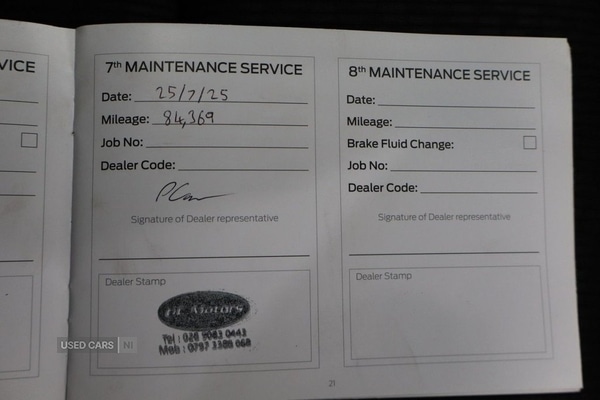 VICE
7th MAINTENANCE SERVICE
Date: 25/7/25
Mileage: 84,369
Job No:
Dealer Code:
Signature of Dealer representative
Dealer Stamp
Motors
Tel : 028 9083 0443
Mob : 0797 3388 068
8th MAINTENANCE SERVICE
Date:
Mileage:
Brake Fluid Change:
Job No:
Dealer Code:
Signature of Dealer representative
Dealer Stamp
21
USED CARS NI